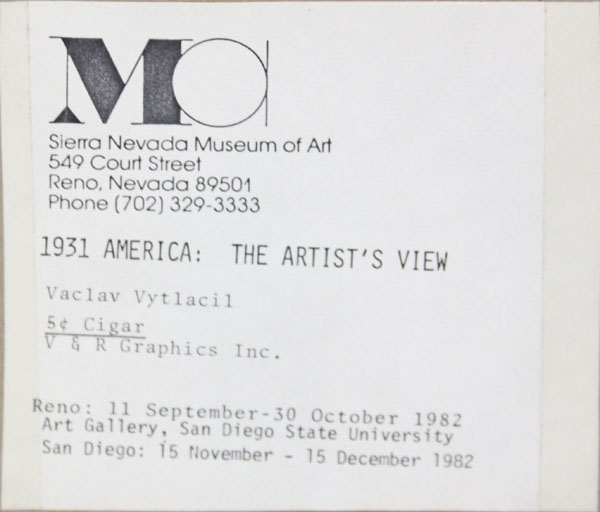 MA
Sierra Nevada Museum of Art
549 Court Street
Reno, Nevada 89501
Phone (702) 329-3333
1931 AMERICA: THE ARTIST'S VIEW
Vaclav Vytlacil
5¢ Cigar
V & R Graphics Inc.
Reno: 11 September-30 October 1982
Art Gallery, San Diego State University
San Diego: 15 November - 15 December 1982